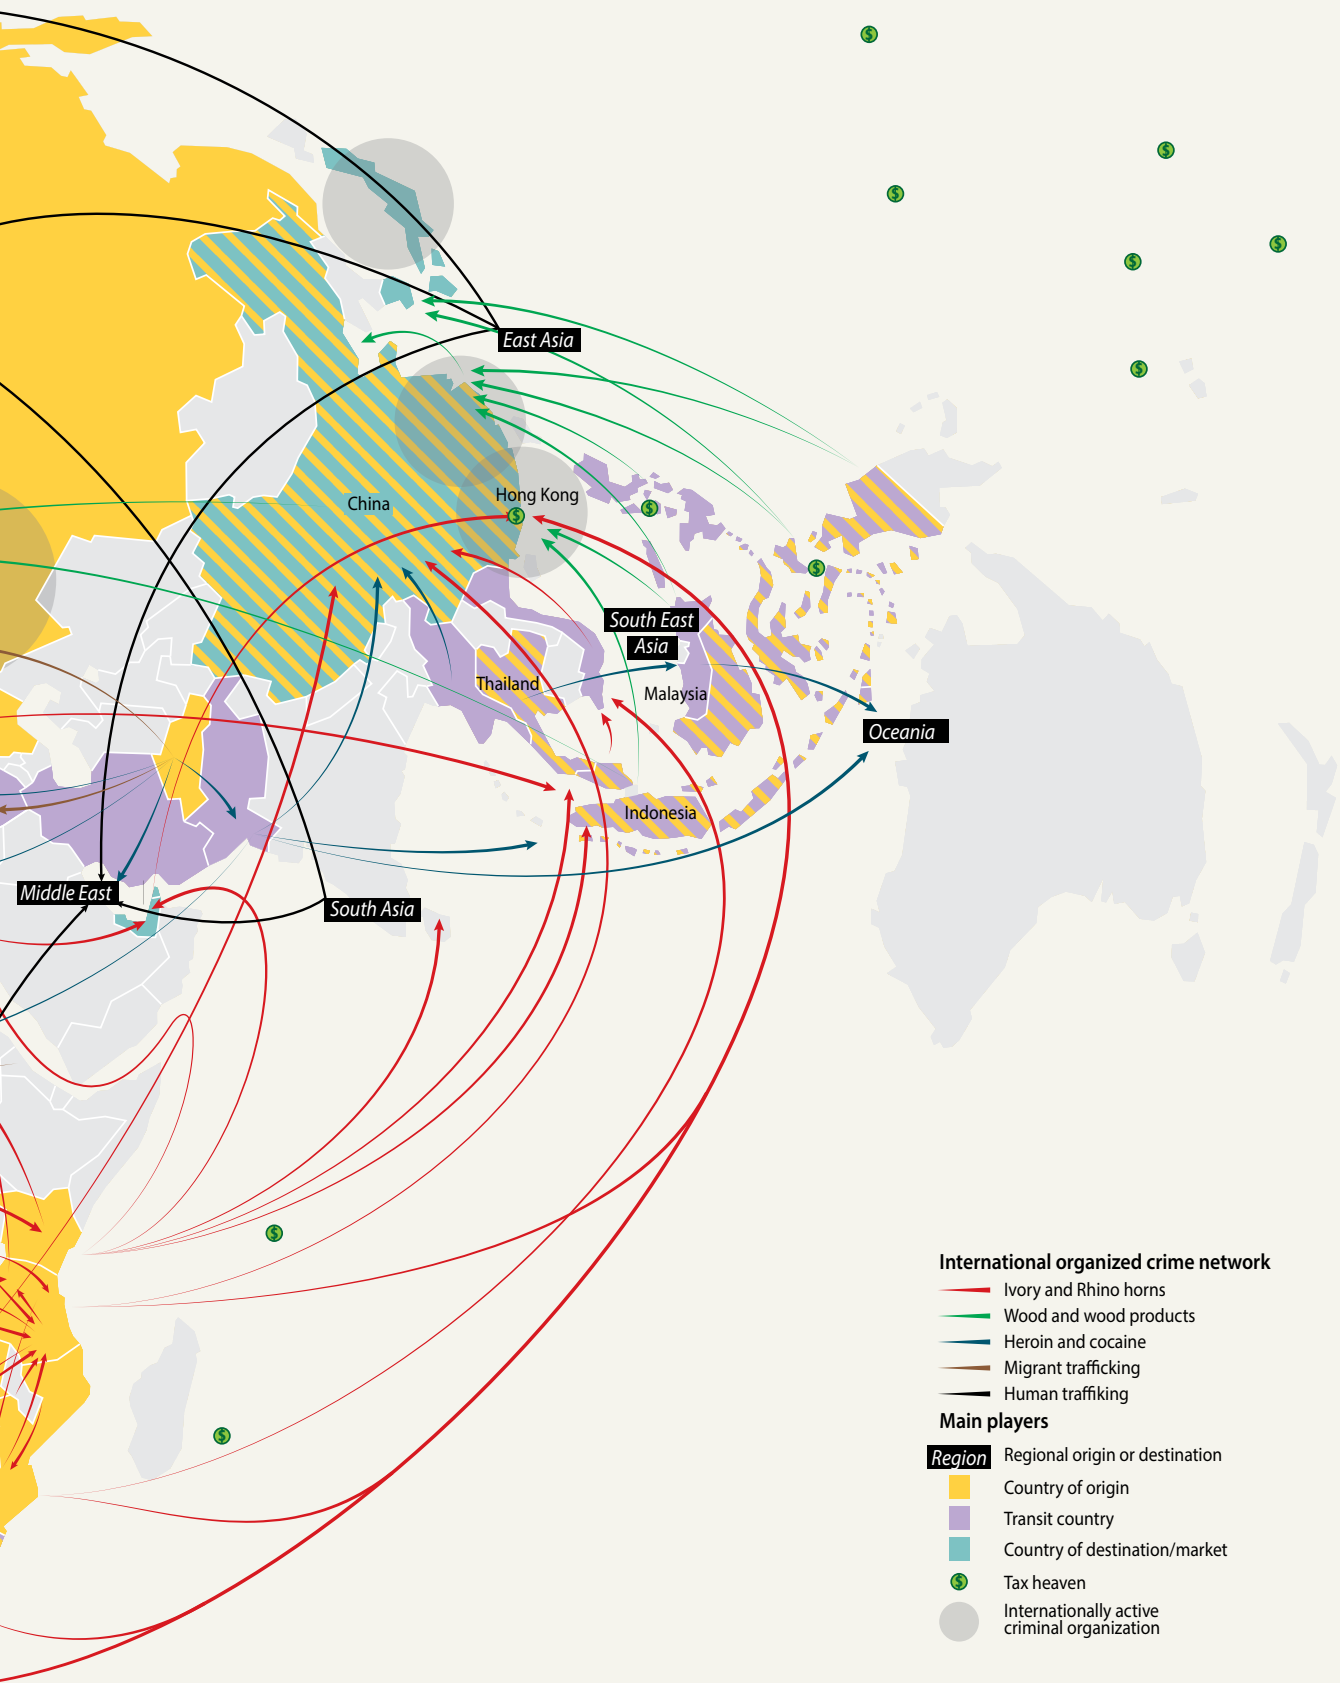 East Asia
Hong Kong
China
South East
Asia
Thailand
Malaysia
Oceania
Indonesia
Middle East
South Asia
International organized crime network
Ivory and Rhino horns
Wood and wood products
Heroin and cocaine
Migrant trafficking
Human traffiking
Main players
Region Regional origin or destination
Country of origin
Transit country
Country of destination/market
$ Tax heaven
Internationally active
criminal organization